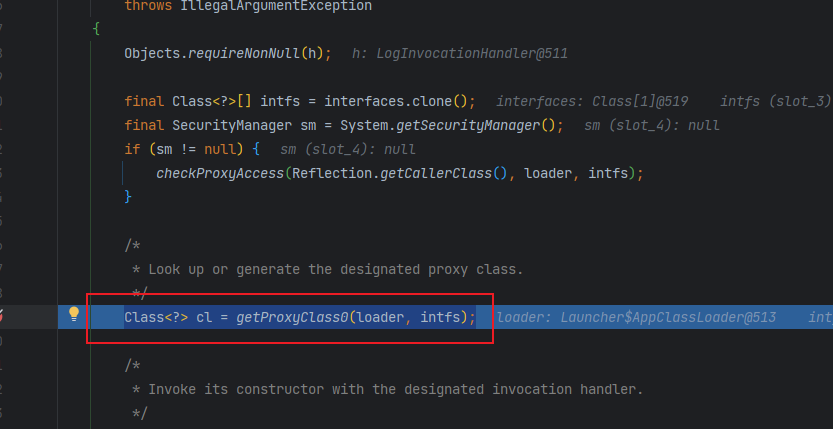 throws IllegalArgumentException
{
Objects.requireNonNull(h); h: LogInvocationHandler@511
final Class<?>[] intfs = interfaces.clone(); interfaces: Class[1]@519 intfs (slot_3)
final SecurityManager sm = System.getSecurityManager(); sm (slot_4): null
if (sm != null) { sm (slot_4): null
checkProxyAccess(Reflection.getCallerClass(), loader, intfs);
}
/*
* Look up or generate the designated proxy class.
*/
Class<?> cl = getProxyClass0(loader, intfs); loader: Launcher$AppClassLoader@513 int
/*
* Invoke its constructor with the designated invocation handler.
*/